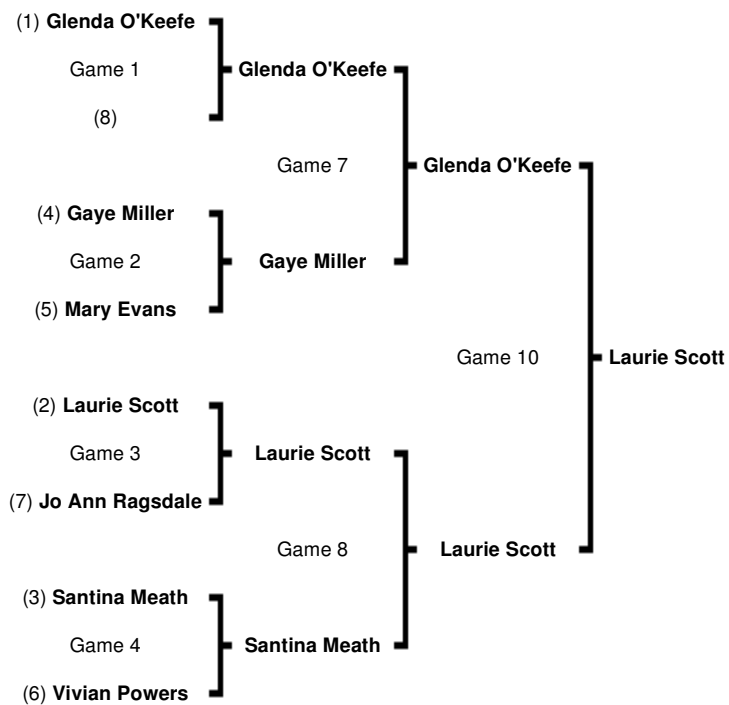 (1) Glenda O'Keefe
Game 1
Glenda O'Keefe
(8)
Game 7
Glenda O'Keefe
(4) Gaye Miller
Game 2
Gaye Miller
(5) Mary Evans
Game 10
Laurie Scott
(2) Laurie Scott
Game 3
Laurie Scott
(7) Jo Ann Ragsdale
Game 8
Laurie Scott
(3) Santina Meath
Game 4
Santina Meath
(6) Vivian Powers